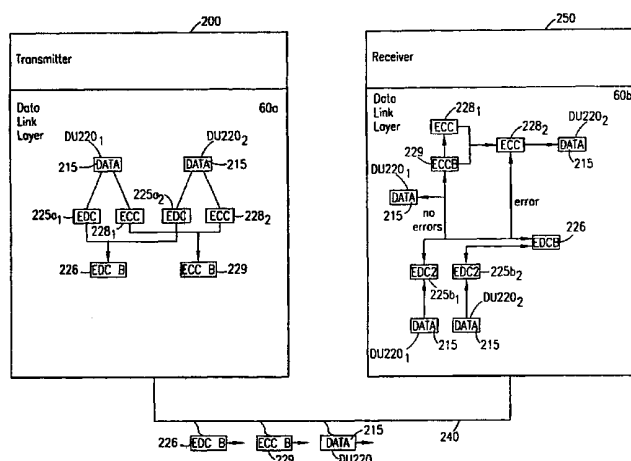 200
250
Transmitter
Receiver
Data
Link
Layer
60a
DU220₁
DU220₂
215
DATA
DATA
215
225a₁
EDC
ECC
225a₂
EDC
ECC
228₁
228₂
226
EDC B
ECC B
229
Data
Link
Layer
60b
ECC
228₁
ECC
228₂
DU220₂
DATA
215
229
ECCB
DU220₁
DATA
215
no
errors
error
EDCB
226
EDC2
EDC2
225b₂
225b₁
DU220₂
DATA
215
DATA
215
DU220₁
226
EDC B
ECC B
229
DATA
215
DU220
240